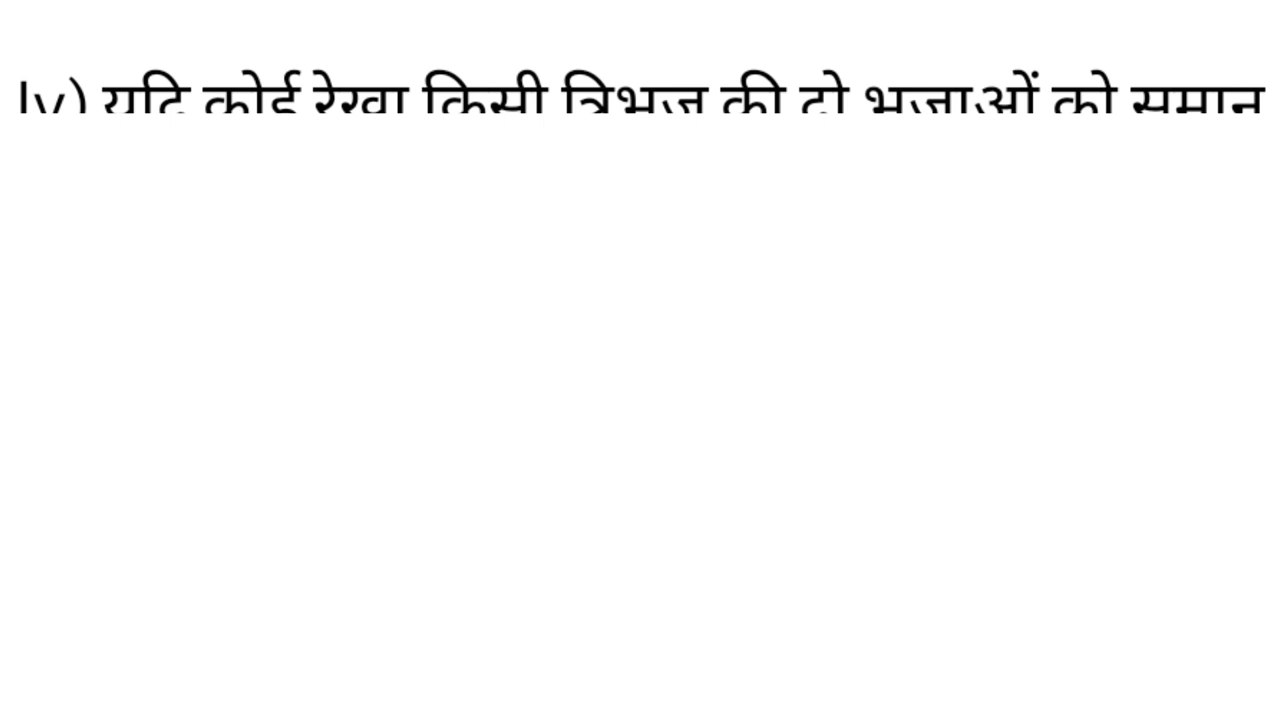 iv) यदि कोई रेखा किसी त्रिभुज की दो भुजाओं को समान